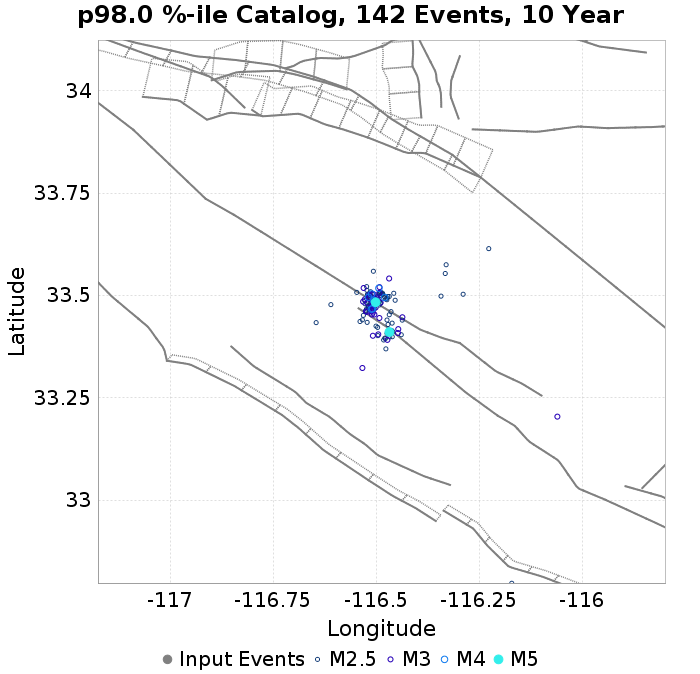 p98.0 %-ile Catalog, 142 Events, 10 Year
34
33.75
33.5
33.25
33
Latitude
-117 -116.75 -116.5 -116.25 -116
Longitude
Input Events M2.5 M3 M4 M5